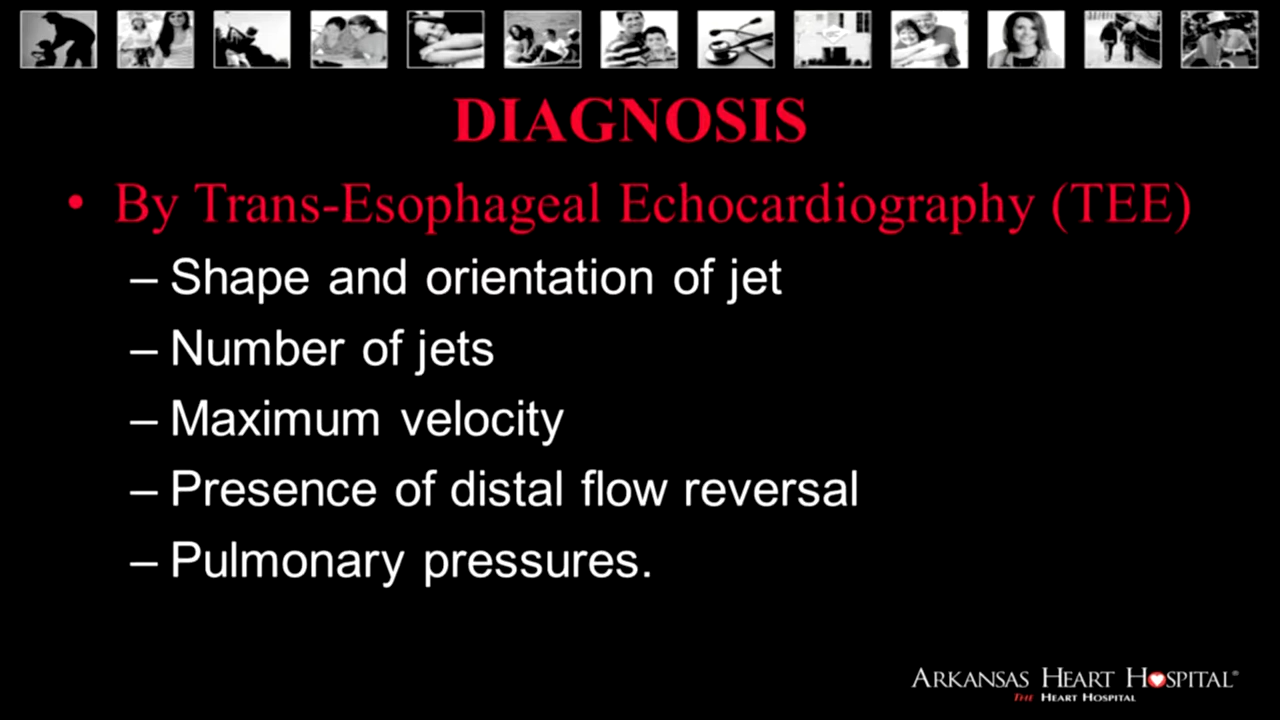 DIAGNOSIS
• By Trans-Esophageal Echocardiography (TEE)
– Shape and orientation of jet
– Number of jets
– Maximum velocity
– Presence of distal flow reversal
– Pulmonary pressures.
ARKANSAS HEART HOSPITAL®
THE HEART HOSPITAL